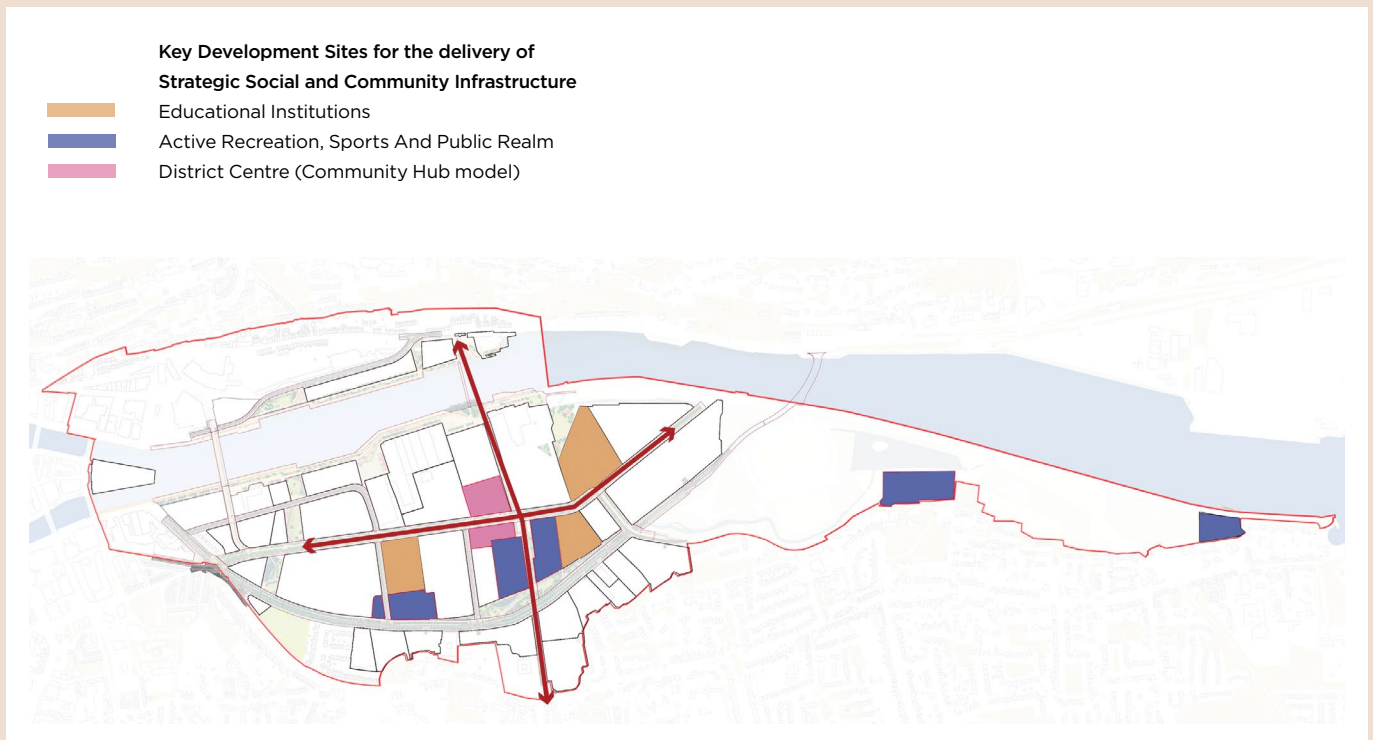 Key Development Sites for the delivery of
Strategic Social and Community Infrastructure
Educational Institutions
Active Recreation, Sports And Public Realm
District Centre (Community Hub model)